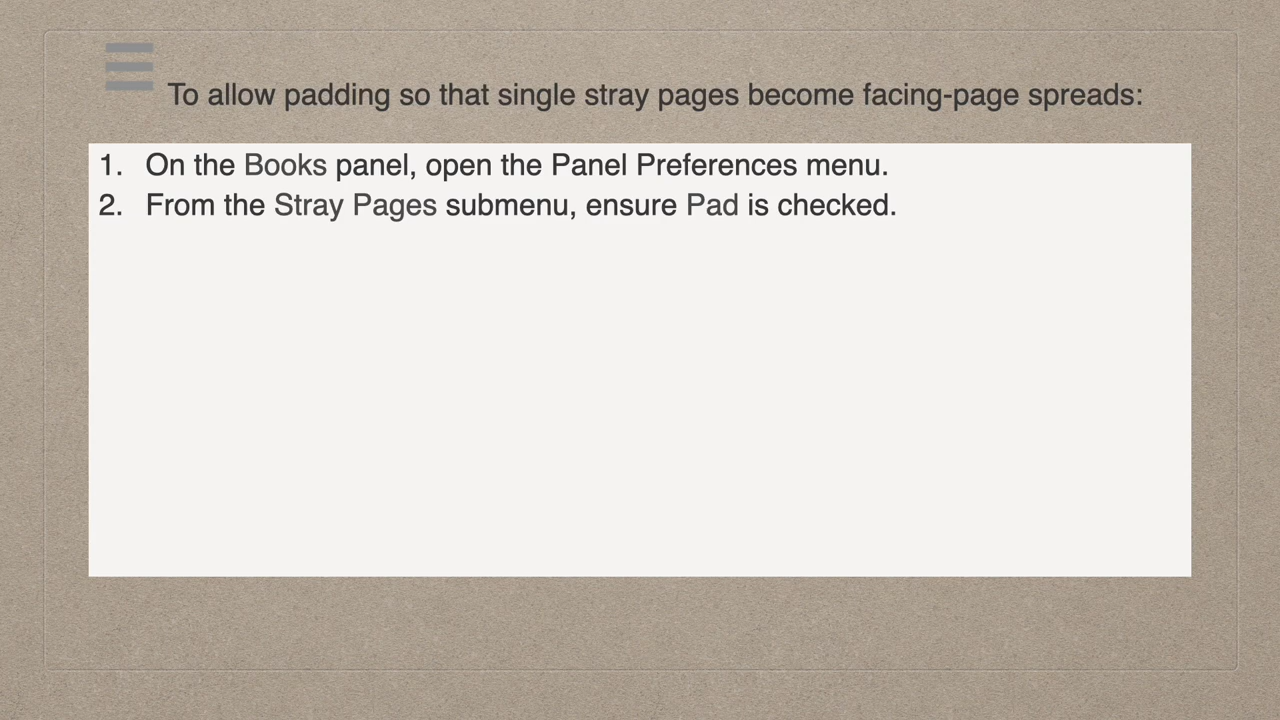 To allow padding so that single stray pages become facing-page spreads:
1. On the Books panel, open the Panel Preferences menu.
2. From the Stray Pages submenu, ensure Pad is checked.